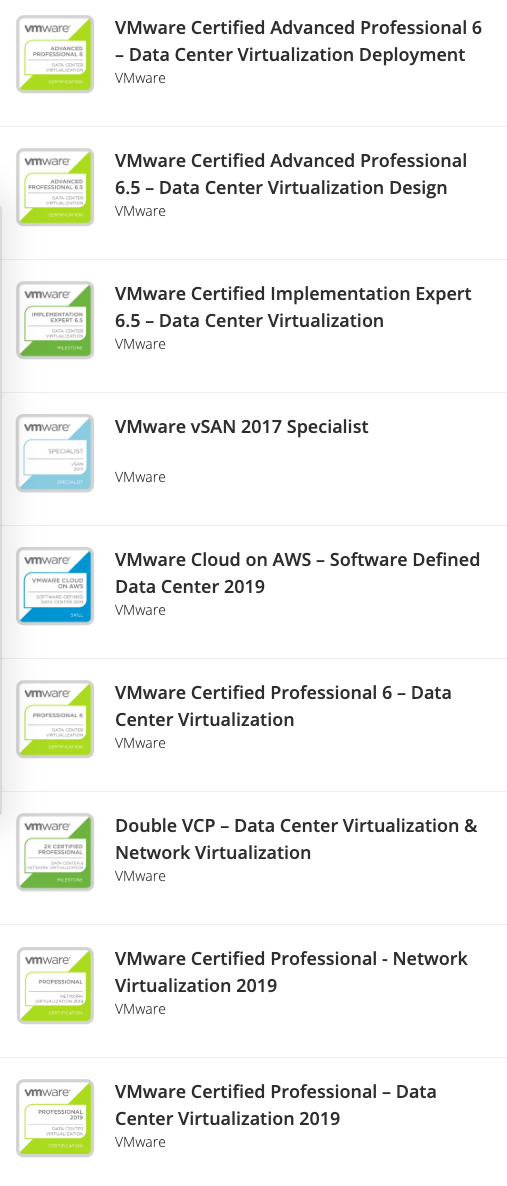 vmware
ADVANCED
PROFESSIONAL 6
DATA CENTER
VIRTUALIZATION
CERTIFICATION
VMware Certified Advanced Professional 6
– Data Center Virtualization Deployment
VMware
vmware
ADVANCED
PROFESSIONAL 6.5
DATA CENTER
VIRTUALIZATION
CERTIFICATION
VMware Certified Advanced Professional
6.5 – Data Center Virtualization Design
VMware
vmware
IMPLEMENTATION
EXPERT 6.5
DATA CENTER
VIRTUALIZATION
MILESTONE
VMware Certified Implementation Expert
6.5 – Data Center Virtualization
VMware
vmware
SPECIALIST
vSAN
2017
SPECIALIST
VMware vSAN 2017 Specialist
VMware
vmware
VMWARE CLOUD
ON AWS
SOFTWARE-DEFINED
DATA CENTER 2019
SKILL
VMware Cloud on AWS – Software Defined
Data Center 2019
VMware
vmware
PROFESSIONAL 6
DATA CENTER
VIRTUALIZATION
CERTIFICATION
VMware Certified Professional 6 – Data
Center Virtualization
VMware
vmware
2X CERTIFIED
PROFESSIONAL
DATA CENTER &
NETWORK VIRTUALIZATION
MILESTONE
Double VCP – Data Center Virtualization &
Network Virtualization
VMware
vmware
PROFESSIONAL
NETWORK
VIRTUALIZATION 2019
CERTIFICATION
VMware Certified Professional - Network
Virtualization 2019
VMware
vmware
PROFESSIONAL
2019
DATA CENTER
VIRTUALIZATION
CERTIFICATION
VMware Certified Professional – Data
Center Virtualization 2019
VMware